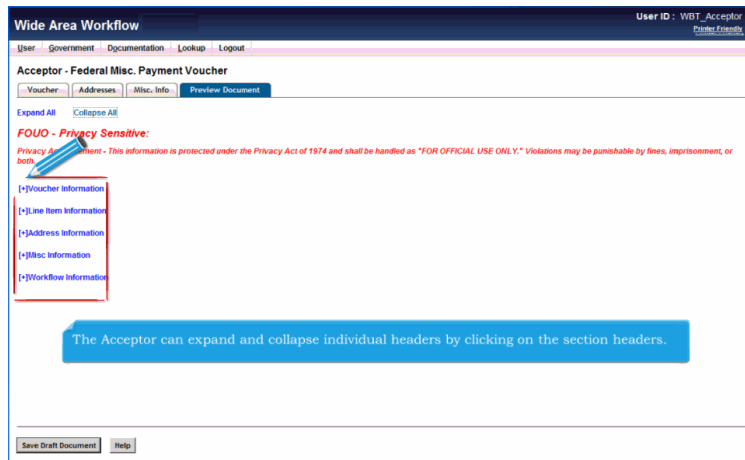 User ID : WBT_Acceptor
Wide Area Workflow
Printer Friendly
User Government Documentation Lookup Logout
Acceptor - Federal Misc. Payment Voucher
Voucher Addresses Misc. Info Preview Document
Expand All Collapse All
FOUO - Privacy Sensitive:
Privacy - This information is protected under the Privacy Act of 1974 and shall be handled as "FOR OFFICIAL USE ONLY." Violations may be punishable by fines, imprisonment, or
both.
[+]Voucher Information
[+]Line Item Information
[+]Address Information
[+]Misc Information
[+]Workflow Information
The Acceptor can expand and collapse individual headers by clicking on the section headers.
Save Draft Document Help